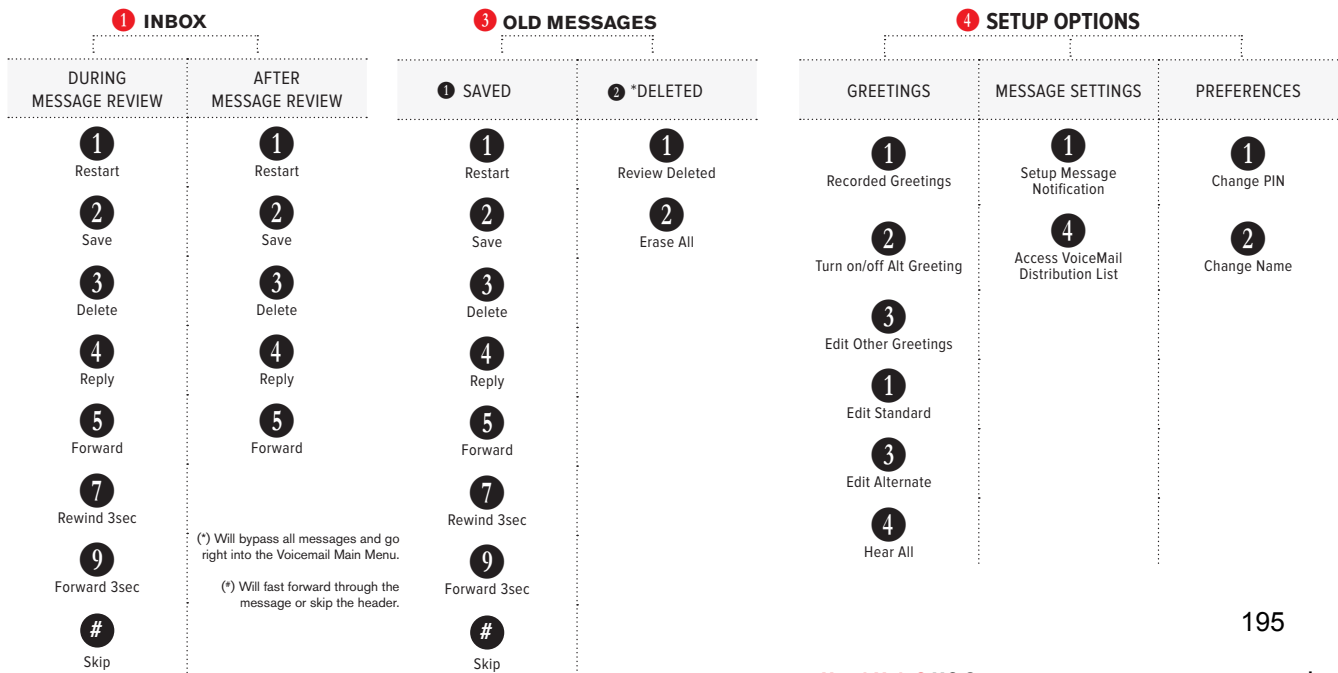 1 INBOX
DURING
MESSAGE REVIEW
1
Restart
2
Save
3
Delete
4
Reply
5
Forward
7
Rewind 3sec
9
Forward 3sec
#
Skip
AFTER
MESSAGE REVIEW
1
Restart
2
Save
3
Delete
4
Reply
5
Forward
(*) Will bypass all messages and go
right into the Voicemail Main Menu.
(#) Will fast forward through the
message or skip the header.
3 OLD MESSAGES
1 SAVED
1
Restart
2
Save
3
Delete
4
Reply
5
Forward
7
Rewind 3sec
9
Forward 3sec
#
Skip
2 *DELETED
1
Review Deleted
2
Erase All
4 SETUP OPTIONS
GREETINGS
1
Recorded Greetings
2
Turn on/off Alt Greeting
3
Edit Other Greetings
1
Edit Standard
3
Edit Alternate
4
Hear All
MESSAGE SETTINGS
1
Setup Message
Notification
4
Access VoiceMail
Distribution List
PREFERENCES
1
Change PIN
2
Change Name
195